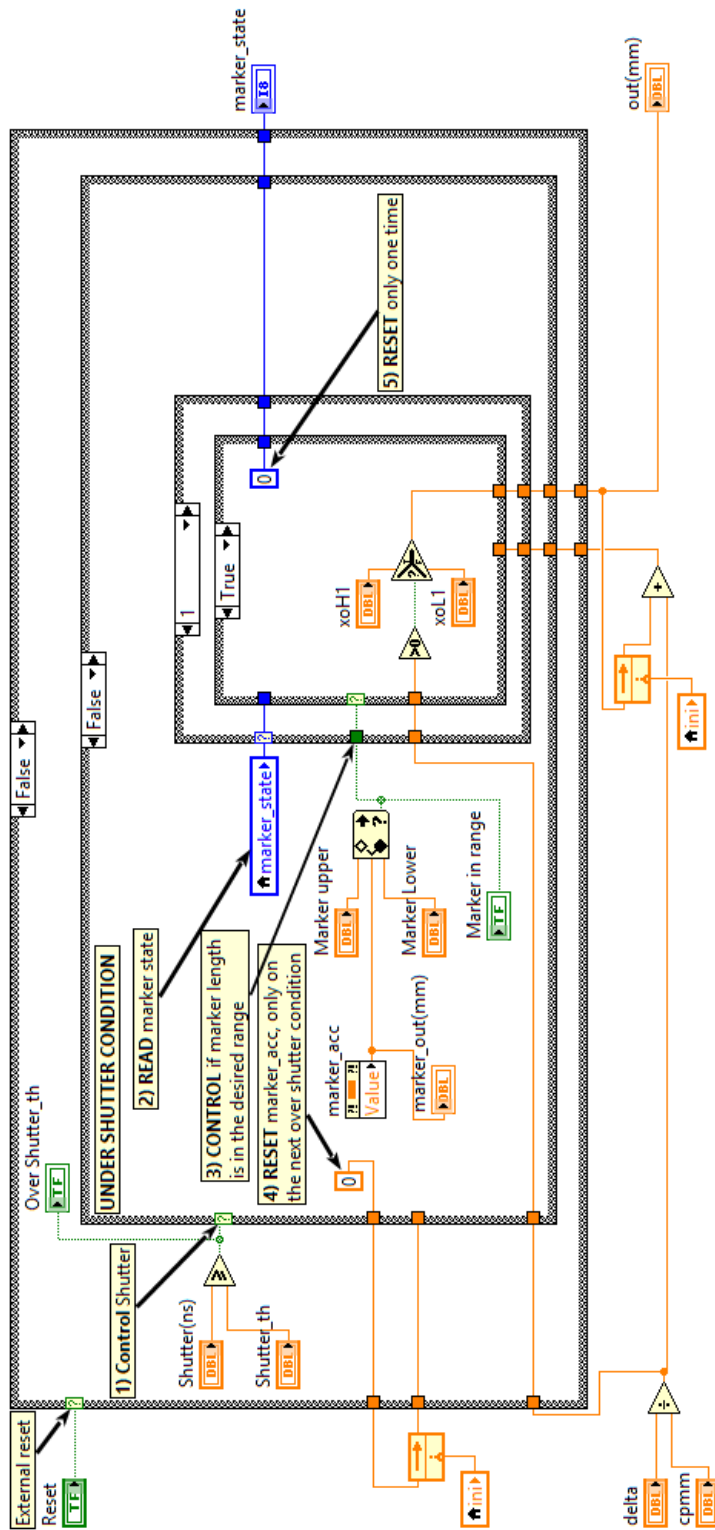 External reset
Reset
TF
Over Shutter_th
TF
False
False
1) Control Shutter
?
?
Shutter(ns)
DBL
Shutter_th
DBL
≥
UNDER SHUTTER CONDITION
2) READ marker state
3) CONTROL if marker length
is in the desired range
4) RESET marker_acc, only on
the next over shutter condition
0
marker_acc
?! ?!
Value
marker_out(mm)
DBL
Marker upper
DBL
Marker Lower
DBL
?
Marker in range
TF
marker_state
?
?
1
True
xoH1
DBL
xoL1
DBL
>0
? T F
0
5) RESET only one time
marker_state
I8
ini
delta
DBL
cpmm
DBL
÷
ini
+
out(mm)
DBL